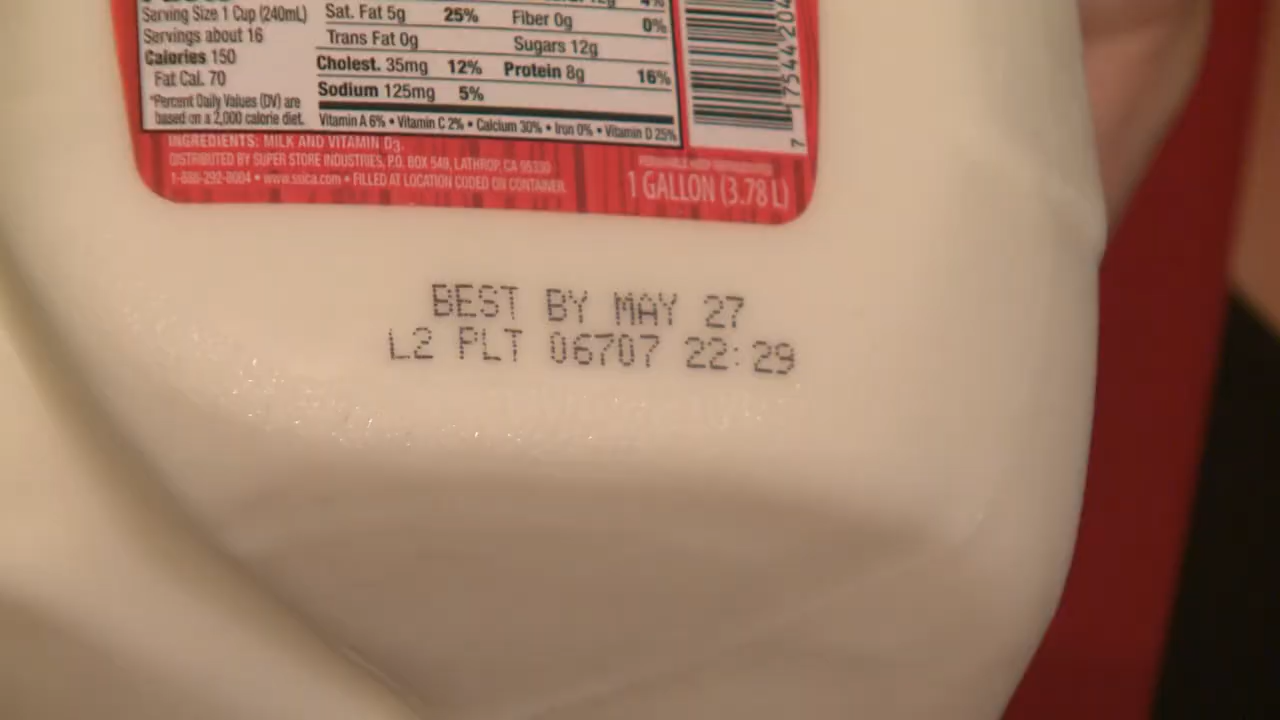 Serving Size 1 Cup (240mL)
Servings about 16
Calories 150
Fat Cal. 70
*Percent Daily Values (DV) are
based on a 2,000 calorie diet.
Sat. Fat 5g 25% Fiber 0g 0%
Trans Fat 0g Sugars 12g
Cholest. 35mg 12% Protein 8g 16%
Sodium 125mg 5%
Vitamin A 6% • Vitamin C 2% • Calcium 30% • Iron 0% • Vitamin D 25%
INGREDIENTS: MILK AND VITAMIN D3.
DISTRIBUTED BY SUPER STORE INDUSTRIES, P.O. BOX 549, LATHROP, CA 95330
1-888-292-8004 • www.ssica.com • FILLED AT LOCATION CODED ON CONTAINER.
1 GALLON (3.78 L)
BEST BY MAY 27
L2 PLT 06707 22:29